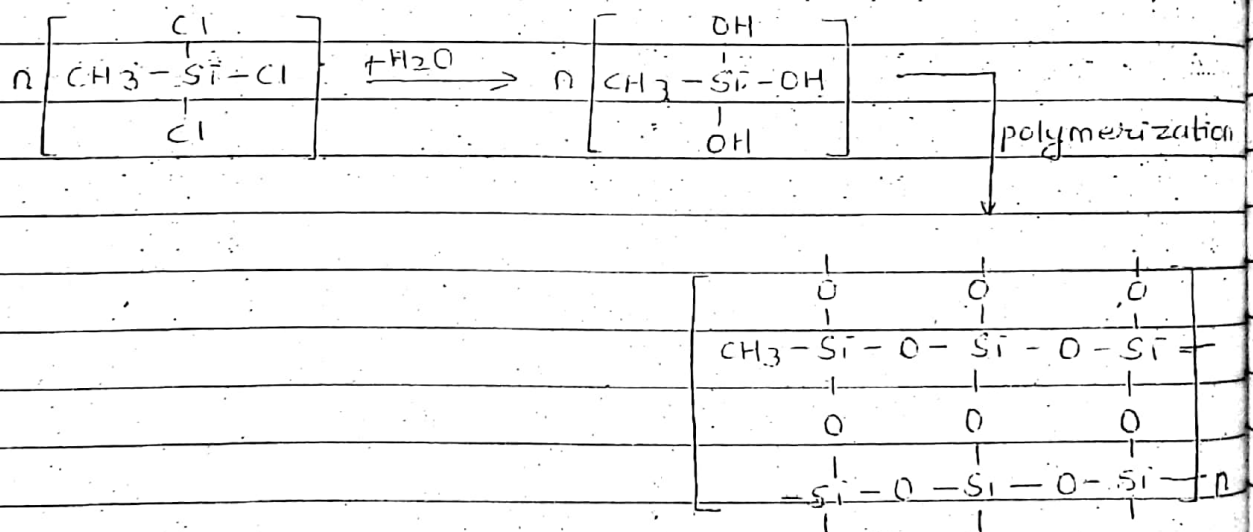 Cl OH
n [ CH3 - Si - Cl ] +H2O → n [ CH3 - Si - OH ]
Cl OH
polymerization
O O O
CH3 - Si - O - Si - O - Si -
O O O
- Si - O - Si - O - Si - n